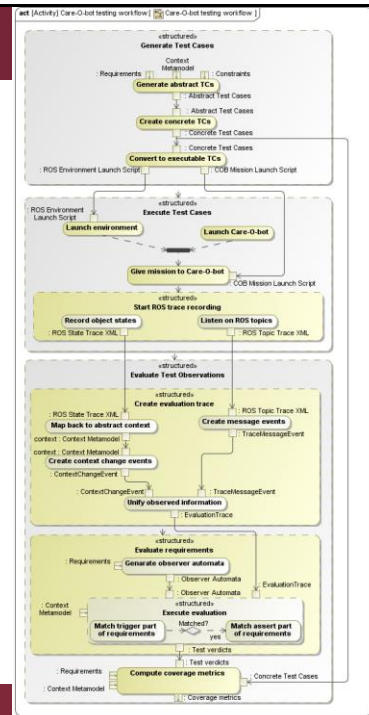 act [Activity] Care-O-bot testing workflow [ Care-O-bot testing workflow ]
«structured»
Generate Test Cases
: Requirements
Context
Metamodel
: Constraints
Generate abstract TCs
: Abstract Test Cases
: Abstract Test Cases
Create concrete TCs
: Concrete Test Cases
: Concrete Test Cases
Convert to executable TCs
: ROS Environment Launch Script
: COB Mission Launch Script
«structured»
Execute Test Cases
: ROS Environment
Launch Script
Launch environment
Launch Care-O-bot
Give mission to Care-O-bot
: COB Mission Launch Script
«structured»
Start ROS trace recording
Record object states
Listen on ROS topics
: ROS State Trace XML
: ROS Topic Trace XML
«structured»
Evaluate Test Observations
«structured»
Create evaluation trace
: ROS State Trace XML
: ROS Topic Trace XML
Map back to abstract context
Create message events
context : Context Metamodel
: TraceMessageEvent
context : Context Metamodel
Create context change events
: ContextChangeEvent
: ContextChangeEvent
: TraceMessageEvent
Unify observed information
: EvaluationTrace
«structured»
Evaluate requirements
: Requirements
Genarate observer automata
: Observer Automata
: EvaluationTrace
: Observer Automata
: Context
Metamodel
«structured»
Execute evaluation
Match trigger part
of requirements
Matched?
yes
Match assert part
of requirements
: Test verdicts
: Test verdicts
: Requirements
Compute coverage metrics
: Concrete Test Cases
: Context Metamodel
: Coverage metrics